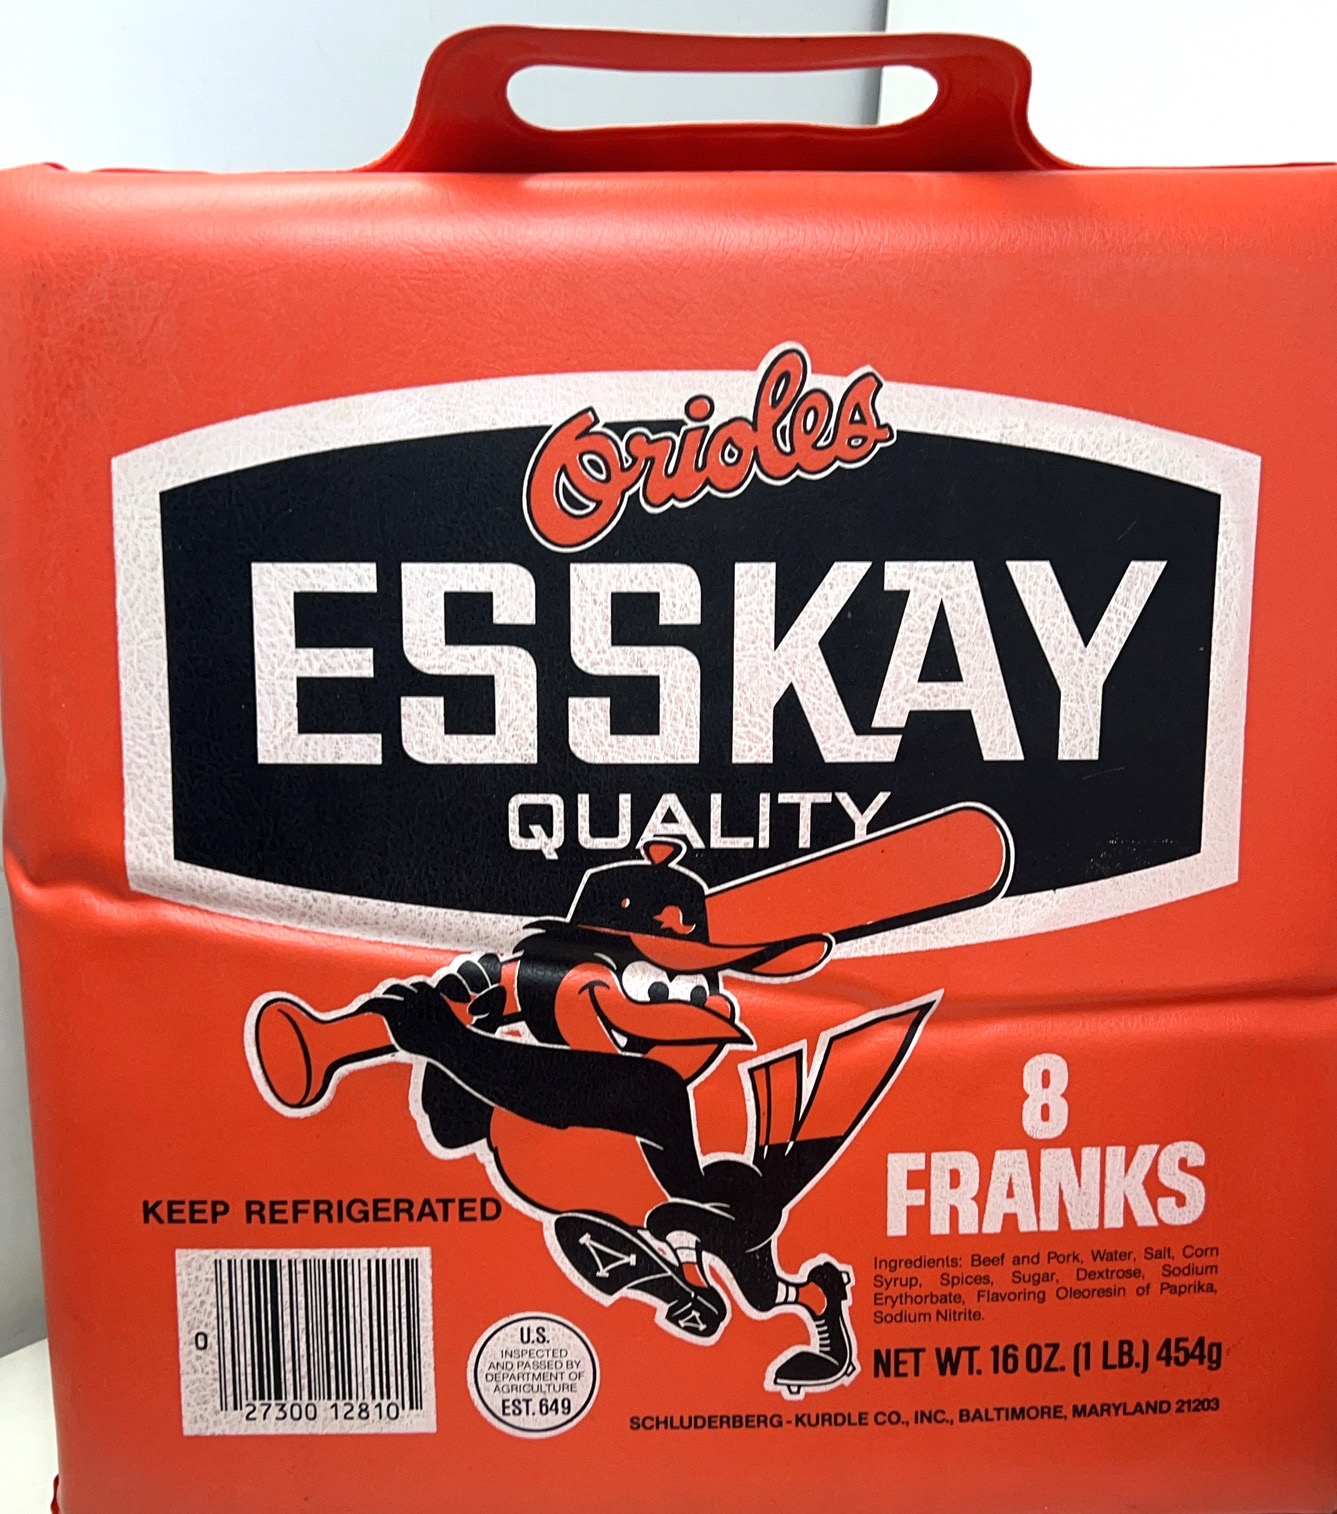 Orioles
ESSKAY
QUALITY
8
FRANKS
KEEP REFRIGERATED
Ingredients: Beef and Pork, Water, Salt, Corn
Syrup, Spices, Sugar, Dextrose, Sodium
Erythorbate, Flavoring Oleoresin of Paprika,
Sodium Nitrite.
0
27300 12810
U.S.
INSPECTED
AND PASSED BY
DEPARTMENT OF
AGRICULTURE
EST. 649
NET WT. 16 OZ. (1 LB.) 454g
SCHLUDERBERG-KURDLE CO., INC., BALTIMORE, MARYLAND 21203